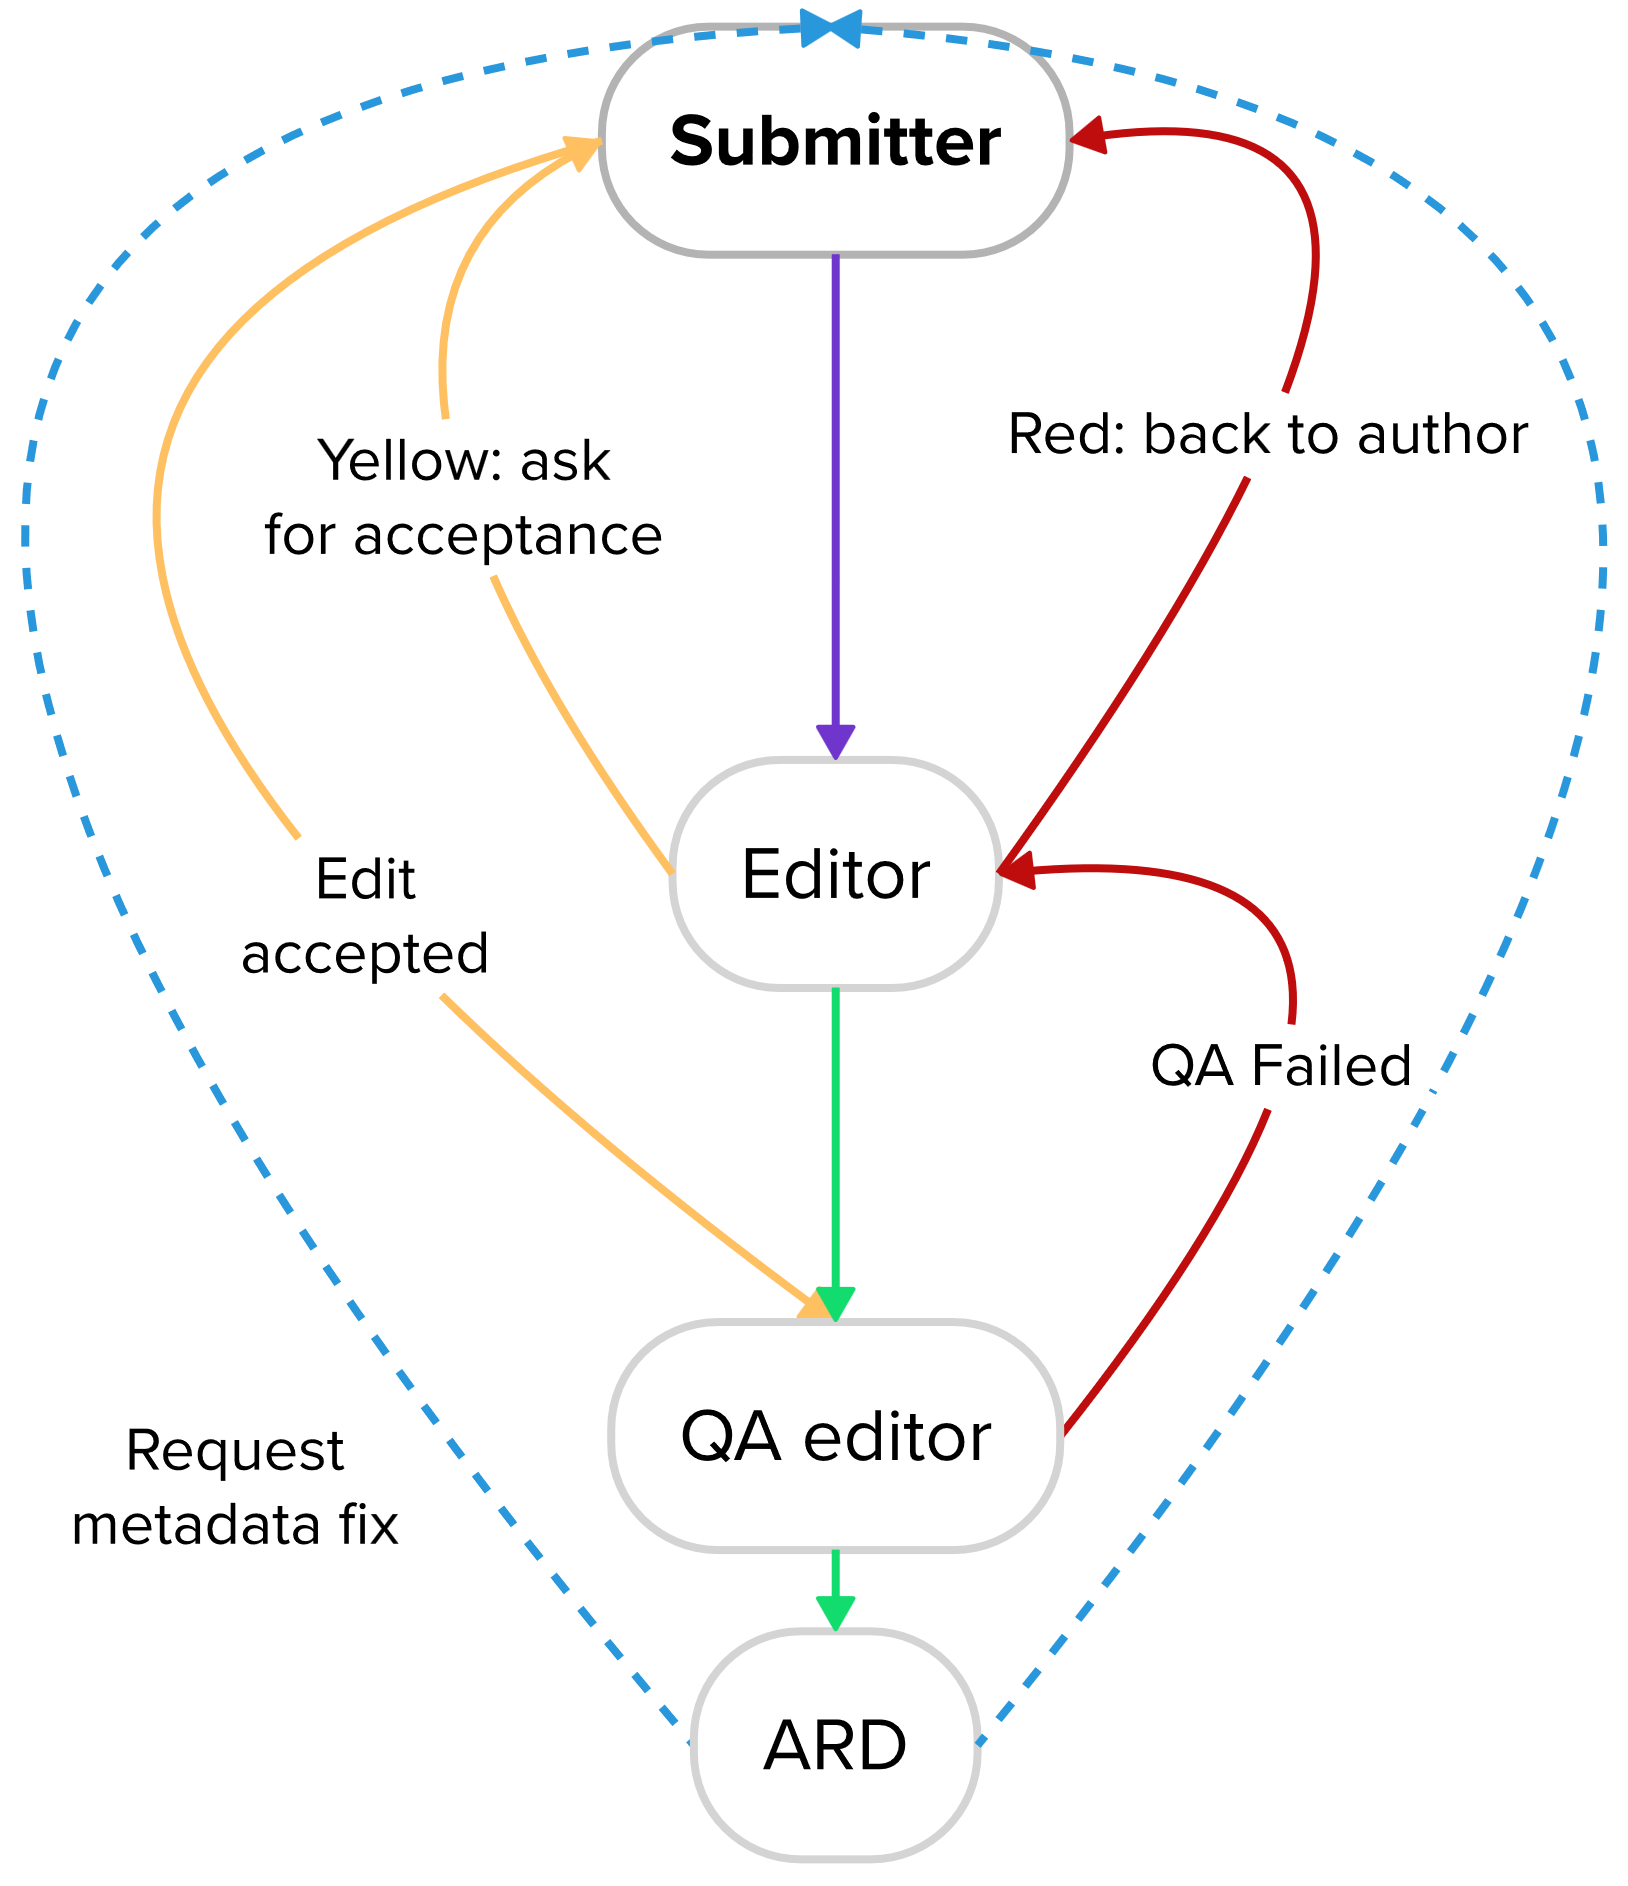 Submitter
Red: back to author
Yellow: ask
for acceptance
Editor
Edit
accepted
QA Failed
QA editor
Request
metadata fix
ARD